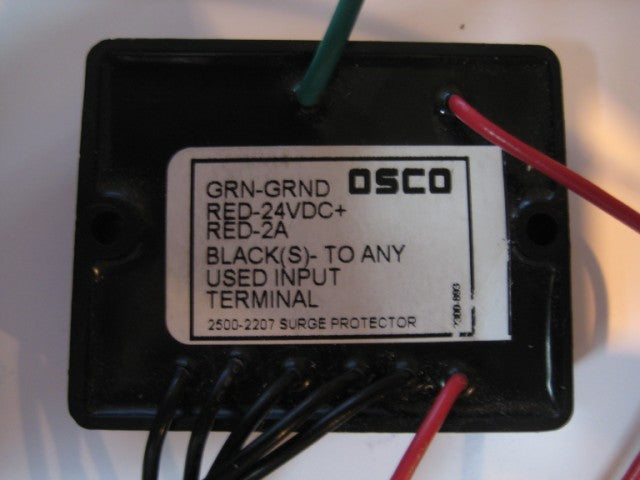 GRN-GRND OSCO
RED-24VDC+
RED-2A
BLACK(S)- TO ANY
USED INPUT
TERMINAL
2500-2207 SURGE PROTECTOR